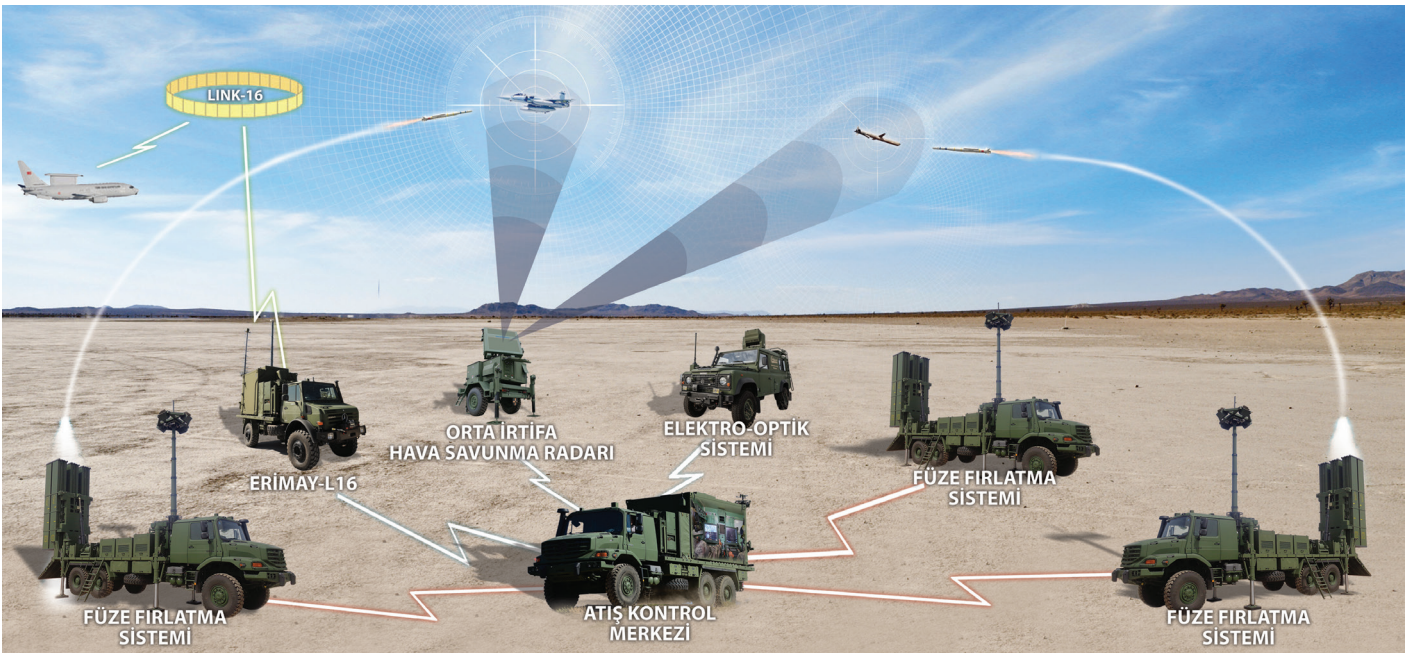 LINK-16
ORTA İRTİFA
HAVA SAVUNMA RADARI
ELEKTRO-OPTİK
SİSTEMİ
ERİMAY-L16
FÜZE FIRLATMA
SİSTEMİ
FÜZE FIRLATMA
SİSTEMİ
ATIŞ KONTROL
MERKEZİ
FÜZE FIRLATMA
SİSTEMİ